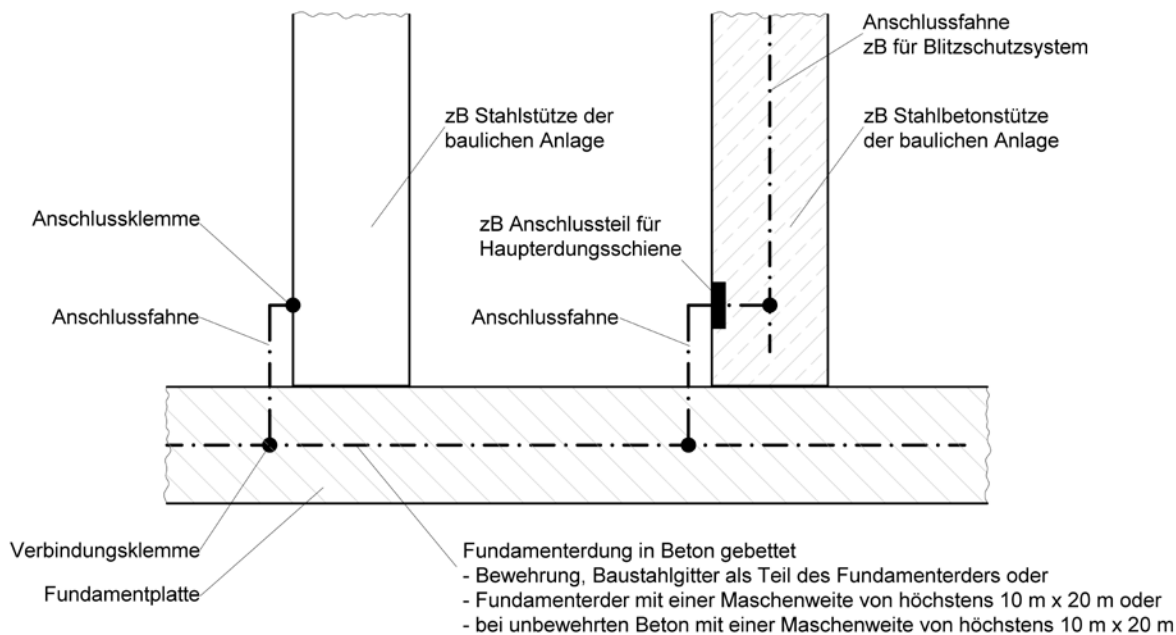 Anschlussfahne
zB für Blitzschutzsystem
zB Stahlstütze der
baulichen Anlage
zB Stahlbetonstütze
der baulichen Anlage
Anschlussklemme
zB Anschlussteil für
Haupterdungsschiene
Anschlussfahne
Anschlussfahne
Verbindungsklemme
Fundamentplatte
Fundamenterdung in Beton gebettet
- Bewehrung, Baustahlgitter als Teil des Fundamenterders oder
- Fundamenterder mit einer Maschenweite von höchstens 10 m x 20 m oder
- bei unbewehrten Beton mit einer Maschenweite von höchstens 10 m x 20 m